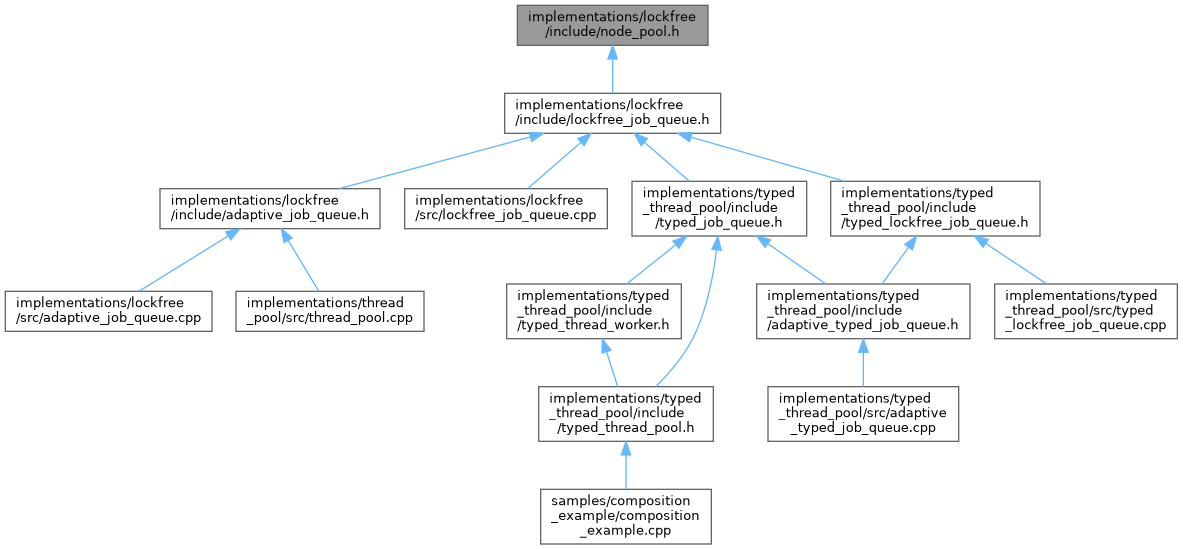 implementations/lockfree
/include/node_pool.h
implementations/lockfree
/include/lockfree_job_queue.h
implementations/lockfree
/include/adaptive_job_queue.h
implementations/lockfree
/src/lockfree_job_queue.cpp
implementations/typed
_thread_pool/include
/typed_job_queue.h
implementations/typed
_thread_pool/include
/typed_lockfree_job_queue.h
implementations/lockfree
/src/adaptive_job_queue.cpp
implementations/thread
_pool/src/thread_pool.cpp
implementations/typed
_thread_pool/include
/typed_thread_worker.h
implementations/typed
_thread_pool/include
/adaptive_typed_job_queue.h
implementations/typed
_thread_pool/src/typed
_lockfree_job_queue.cpp
implementations/typed
_thread_pool/include
/typed_thread_pool.h
implementations/typed
_thread_pool/src/adaptive
_typed_job_queue.cpp
samples/composition
_example/composition
_example.cpp